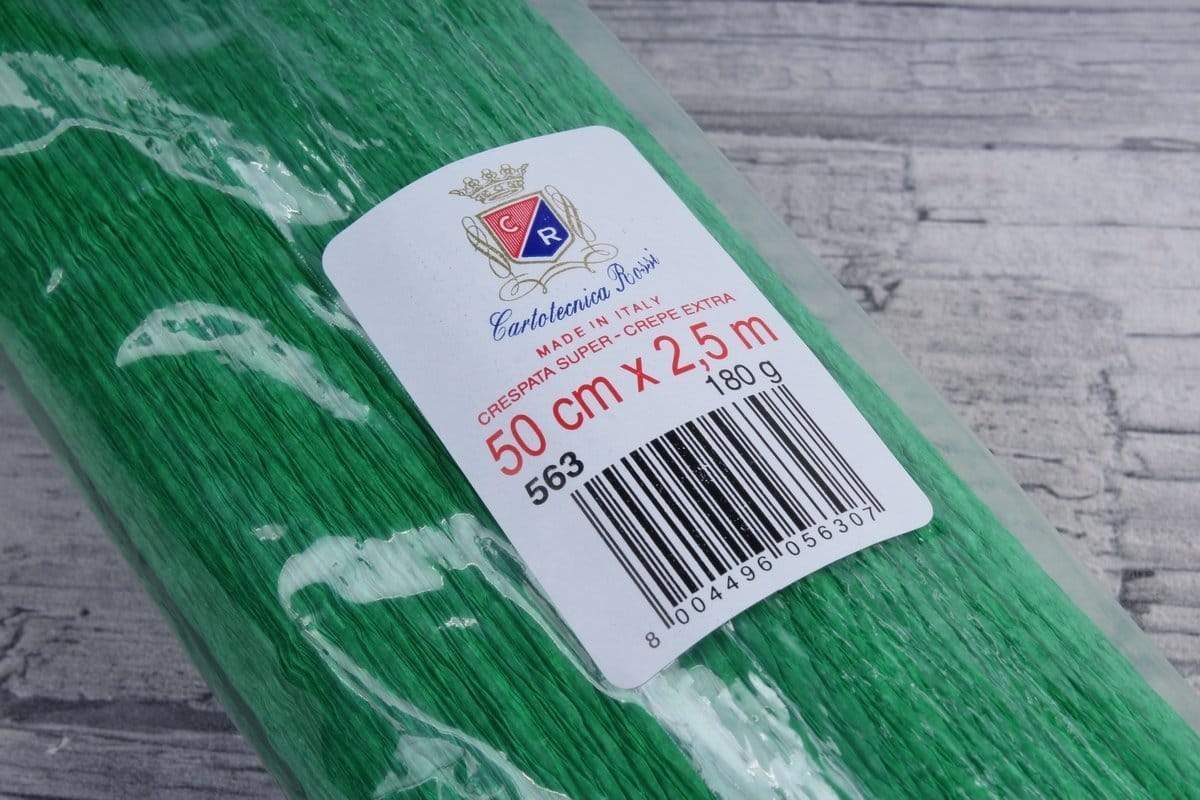 C
R
Cartotecnica Rossi
MADE IN ITALY
CRESPATA SUPER - CREPE EXTRA
50 cm x 2,5 m
180 g
563
8 004496 056307